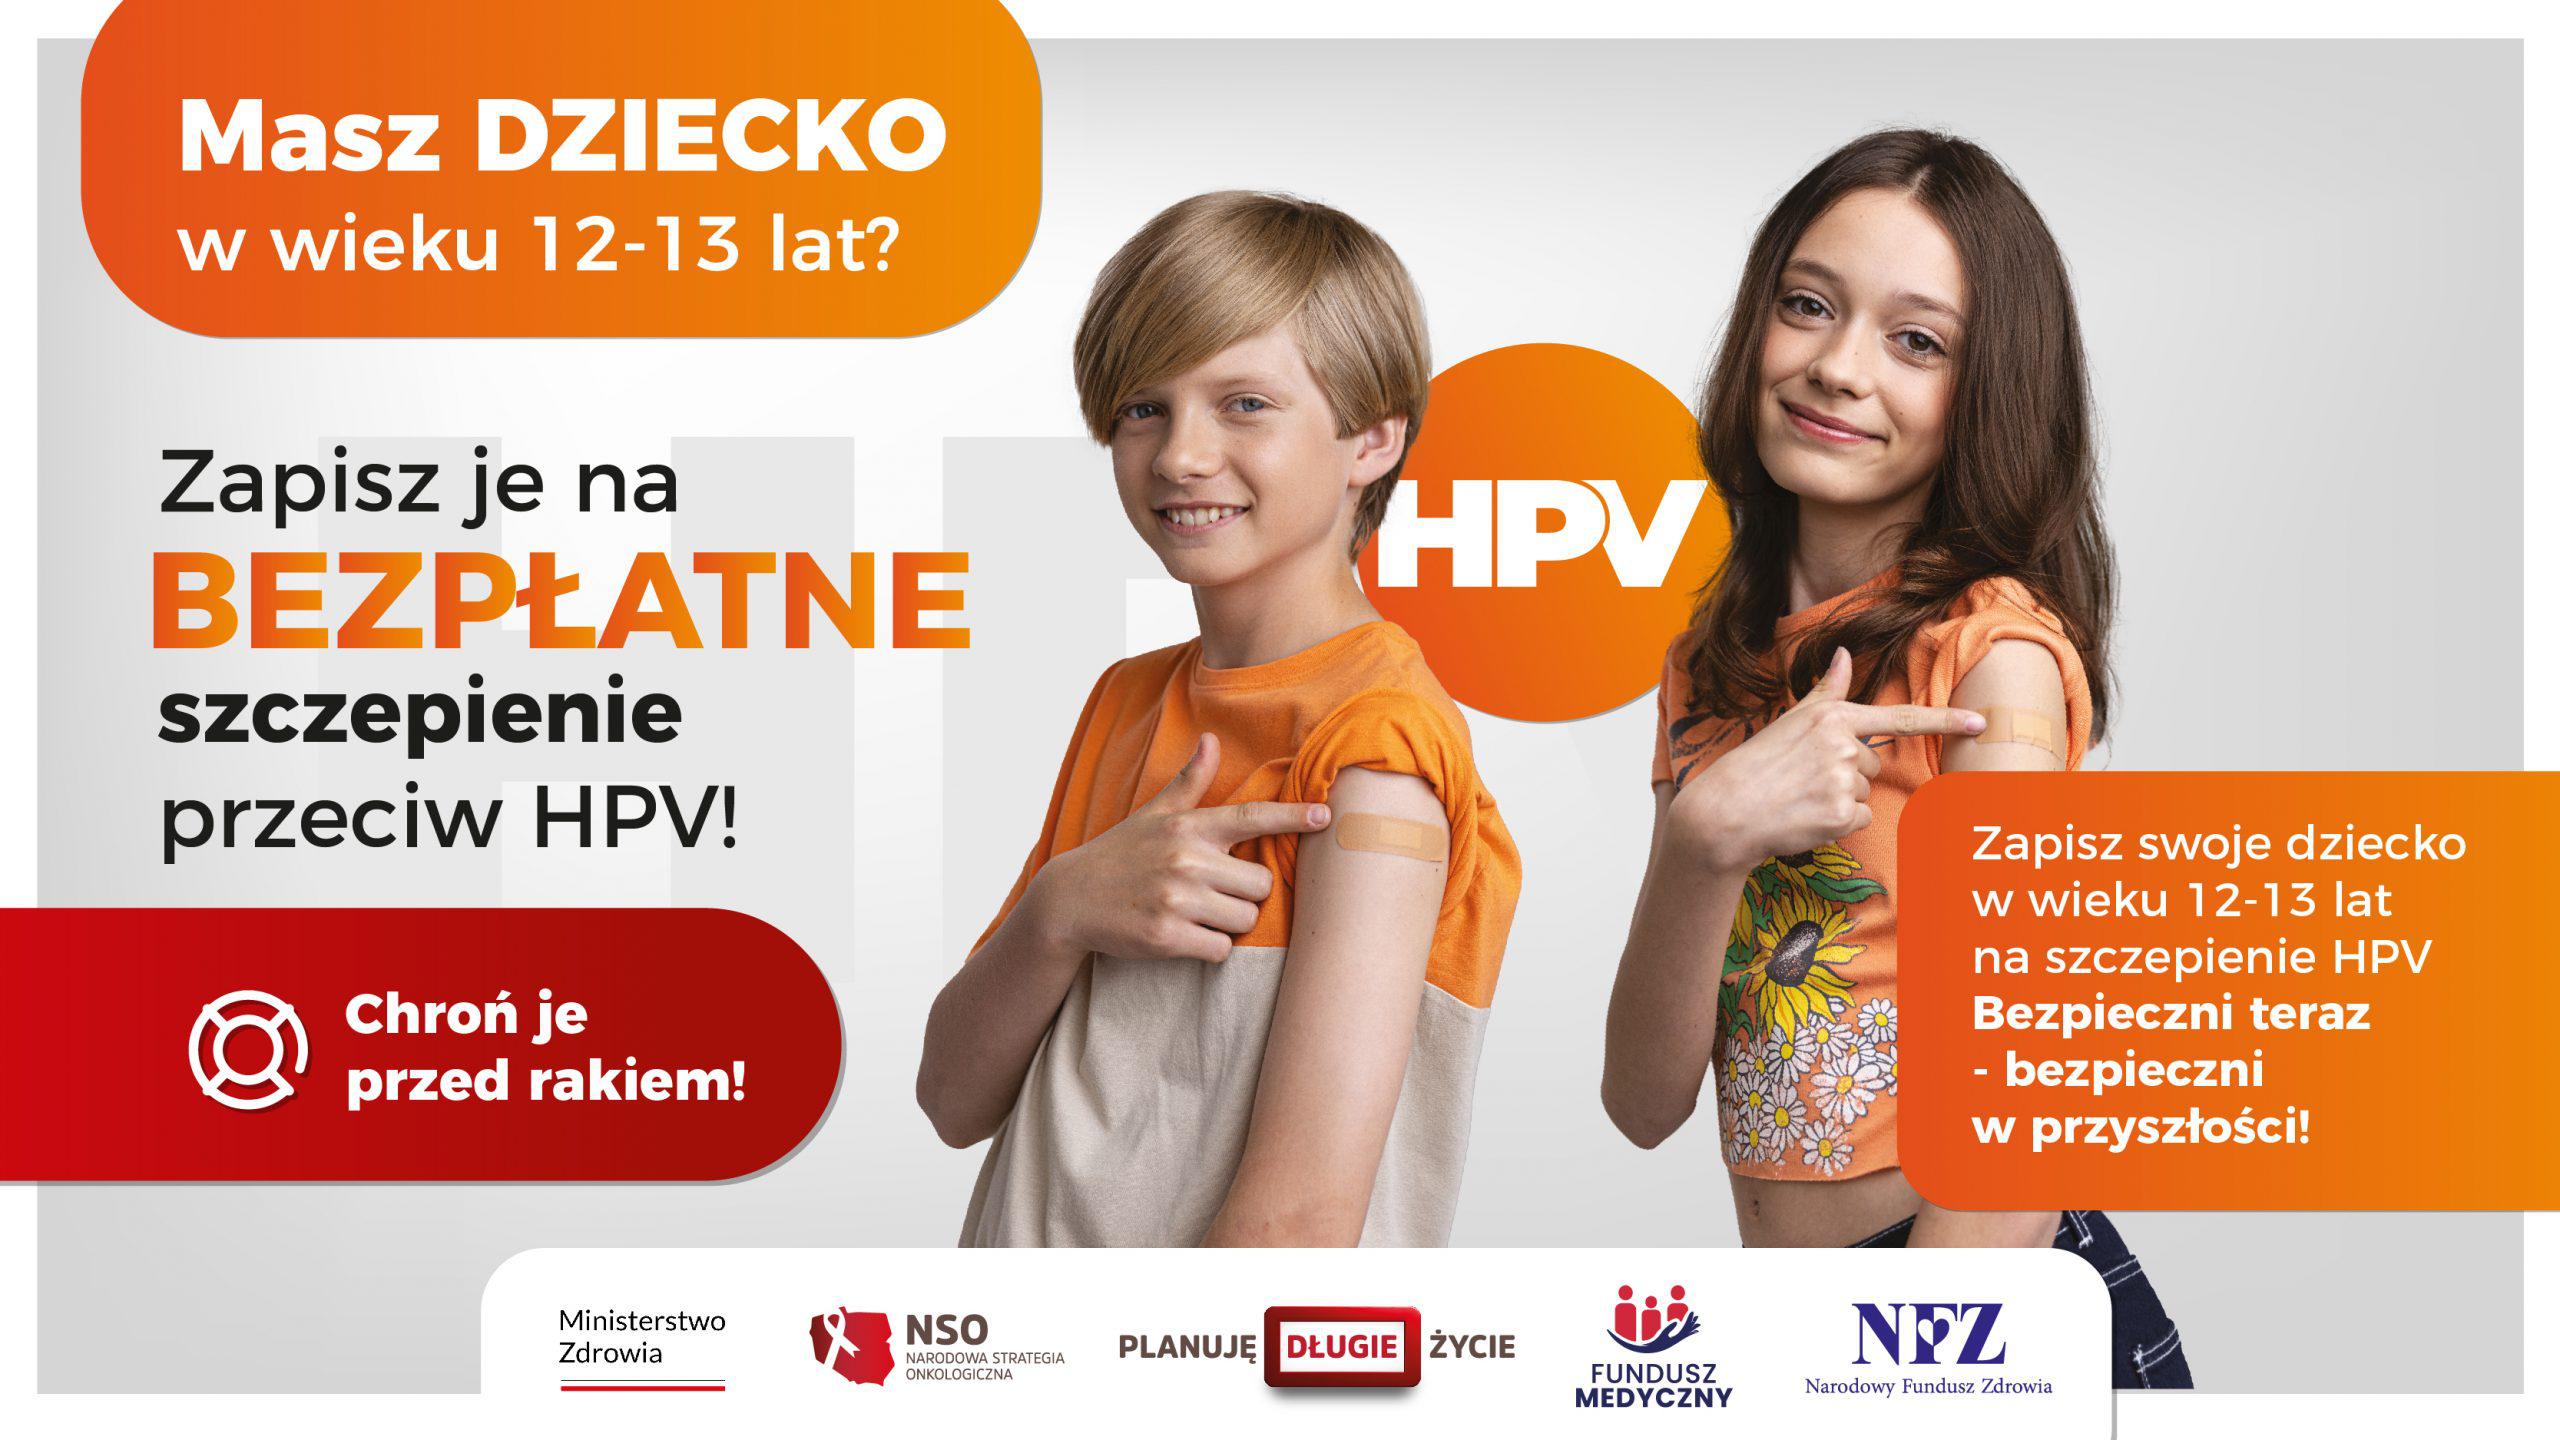 Masz DZIECKO
w wieku 12-13 lat?
Zapisz je na
BEZPŁATNE
szczepienie
przeciw HPV!
Chroń je
przed rakiem!
HPV
Zapisz swoje dziecko
w wieku 12-13 lat
na szczepienie HPV
Bezpieczni teraz
- bezpieczni
w przyszłości!
Ministerstwo
Zdrowia
NSO
NARODOWA STRATEGIA
ONKOLOGICZNA
PLANUJĘ DŁUGIE ŻYCIE
FUNDUSZ
MEDYCZNY
NFZ
Narodowy Fundusz Zdrowia